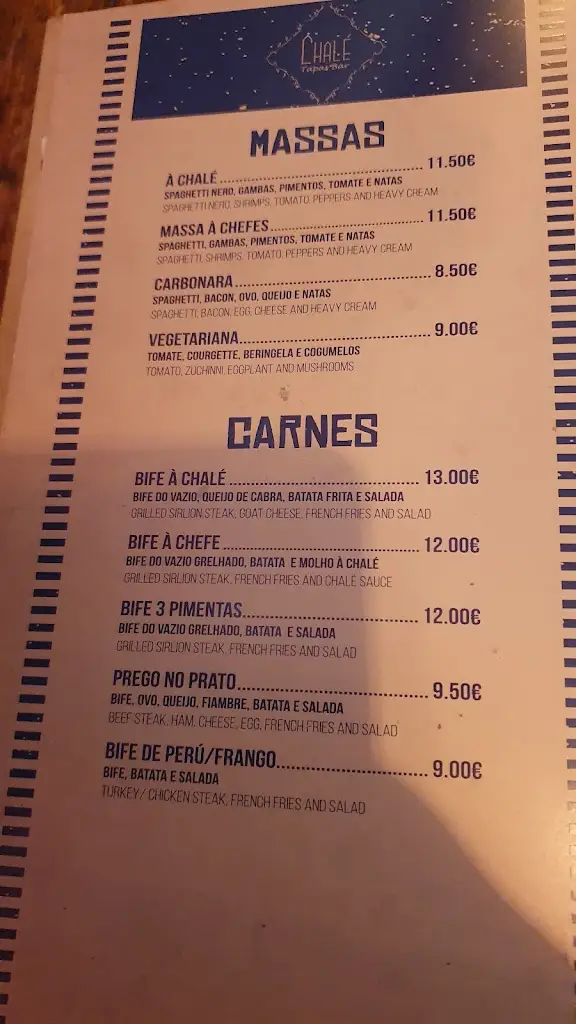 CHALÉ
Tapas Bar
MASSAS
À CHALÉ........................................11.50€
SPAGHETTI NERO, GAMBAS, PIMENTOS, TOMATE E NATAS
SPAGHETTI NERO, SHRIMPS, TOMATO, PEPPERS AND HEAVY CREAM
MASSA À CHEFES..............................11.50€
SPAGHETTI, GAMBAS, PIMENTOS, TOMATE E NATAS
SPAGHETTI, SHRIMPS, TOMATO, PEPPERS AND HEAVY CREAM
CARBONARA........................................8.50€
SPAGHETTI, BACON, OVO, QUEIJO E NATAS
SPAGHETTI, BACON, EGG, CHEESE AND HEAVY CREAM
VEGETARIANA......................................9.00€
TOMATE, COURGETTE, BERINGELA E COGUMELOS
TOMATO, ZUCHINNI, EGGPLANT AND MUSHROOMS
CARNES
BIFE À CHALÉ......................................13.00€
BIFE DO VAZIO, QUEIJO DE CABRA, BATATA FRITA E SALADA
GRILLED SIRLION STEAK, GOAT CHEESE, FRENCH FRIES AND SALAD
BIFE À CHEFE.......................................12.00€
BIFE DO VAZIO GRELHADO, BATATA E MOLHO À CHALÉ
GRILLED SIRLION STEAK, FRENCH FRIES AND CHALÉ SAUCE
BIFE 3 PIMENTAS...................................12.00€
BIFE DO VAZIO GRELHADO, BATATA E SALADA
GRILLED SIRLION STEAK, FRENCH FRIES AND SALAD
PREGO NO PRATO...................................9.50€
BIFE, OVO, QUEIJO, FIAMBRE, BATATA E SALADA
BEEF STEAK, HAM, CHEESE, EGG, FRENCH FRIES AND SALAD
BIFE DE PERÚ/FRANGO..............................9.00€
BIFE, BATATA E SALADA
TURKEY/ CHICKEN STEAK, FRENCH FRIES AND SALAD